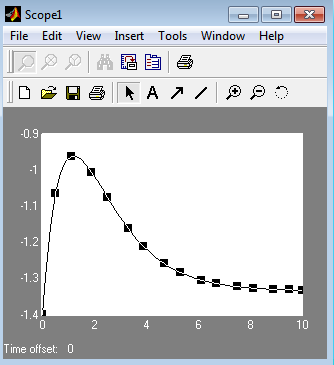 Scope1
File Edit View Insert Tools Window Help
A
-0.9
-1
-1.1
-1.2
-1.3
-1.4
0 2 4 6 8 10
Time offset: 0